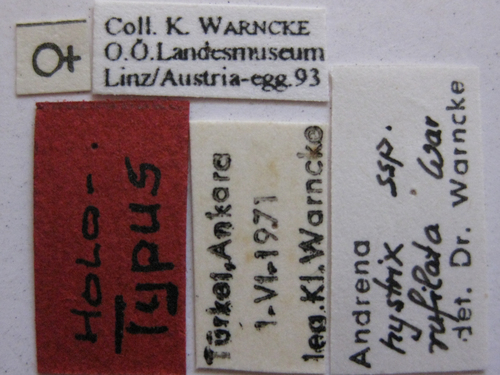 ♀
Coll. K. WARNCKE
O.Ö.Landesmuseum
Linz/Austria-egg.93
HOLO-.
Typus
Türkei,Ankara
1-VI-1971
leg.Kl.Warncke
Andrena
hystrix ssp.
rufilata War
det. Dr. Warncke